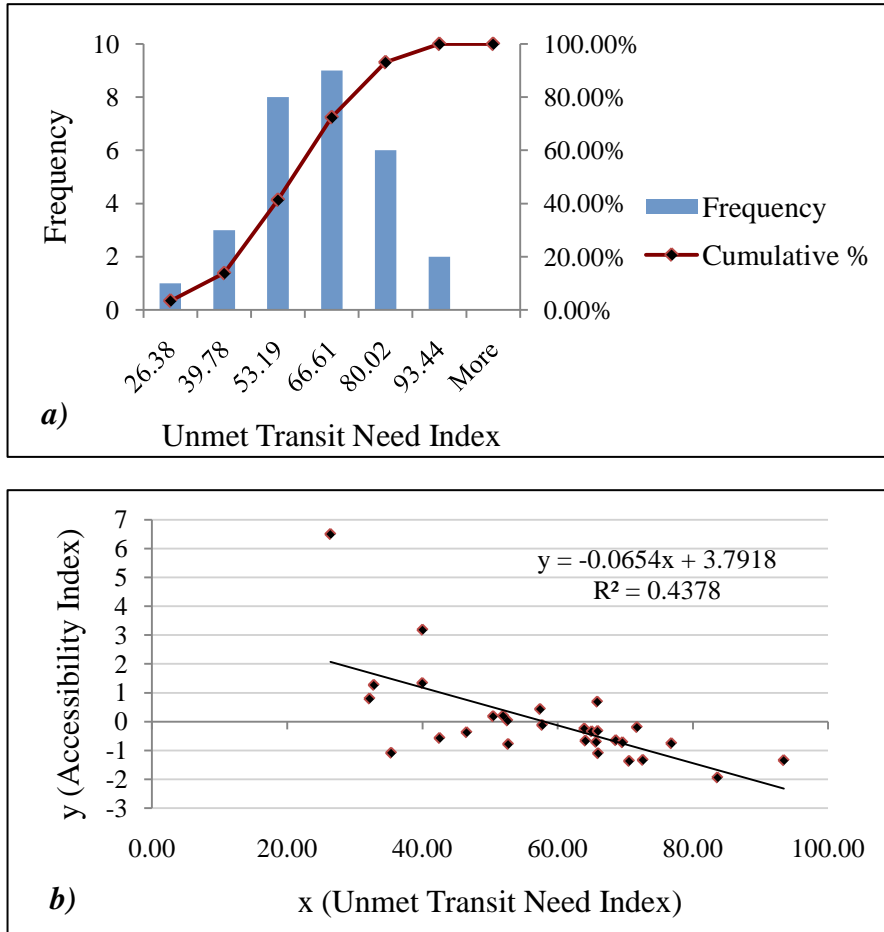 10 100.00%
8 80.00%
6 60.00%
4 40.00%
2 20.00%
0 0.00%
Frequency
26.38 39.78 53.19 66.61 80.02 93.44 More
Unmet Transit Need Index
Frequency
Cumulative %
a)
7
6
5
4
3
2
1
0
-1
-2
-3
y (Accessibility Index)
y = -0.0654x + 3.7918
R² = 0.4378
0.00 20.00 40.00 60.00 80.00 100.00
b) x (Unmet Transit Need Index)